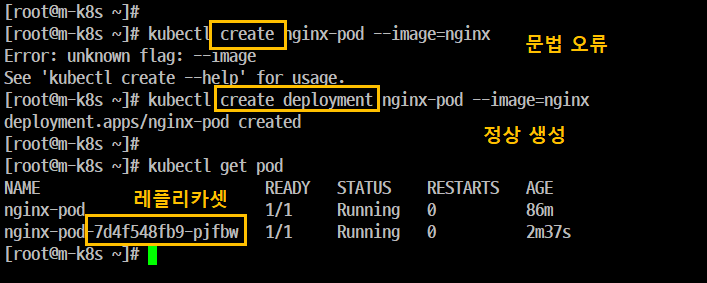 [root@m-k8s ~]#
[root@m-k8s ~]# kubectl create nginx-pod --image=nginx
문법 오류
Error: unknown flag: --image
See 'kubectl create --help' for usage.
[root@m-k8s ~]# kubectl create deployment nginx-pod --image=nginx
deployment.apps/nginx-pod created
정상 생성
[root@m-k8s ~]#
[root@m-k8s ~]# kubectl get pod
NAME READY STATUS RESTARTS AGE
레플리카셋
nginx-pod 1/1 Running 0 86m
nginx-pod-7d4f548fb9-pjfbw 1/1 Running 0 2m37s
[root@m-k8s ~]#